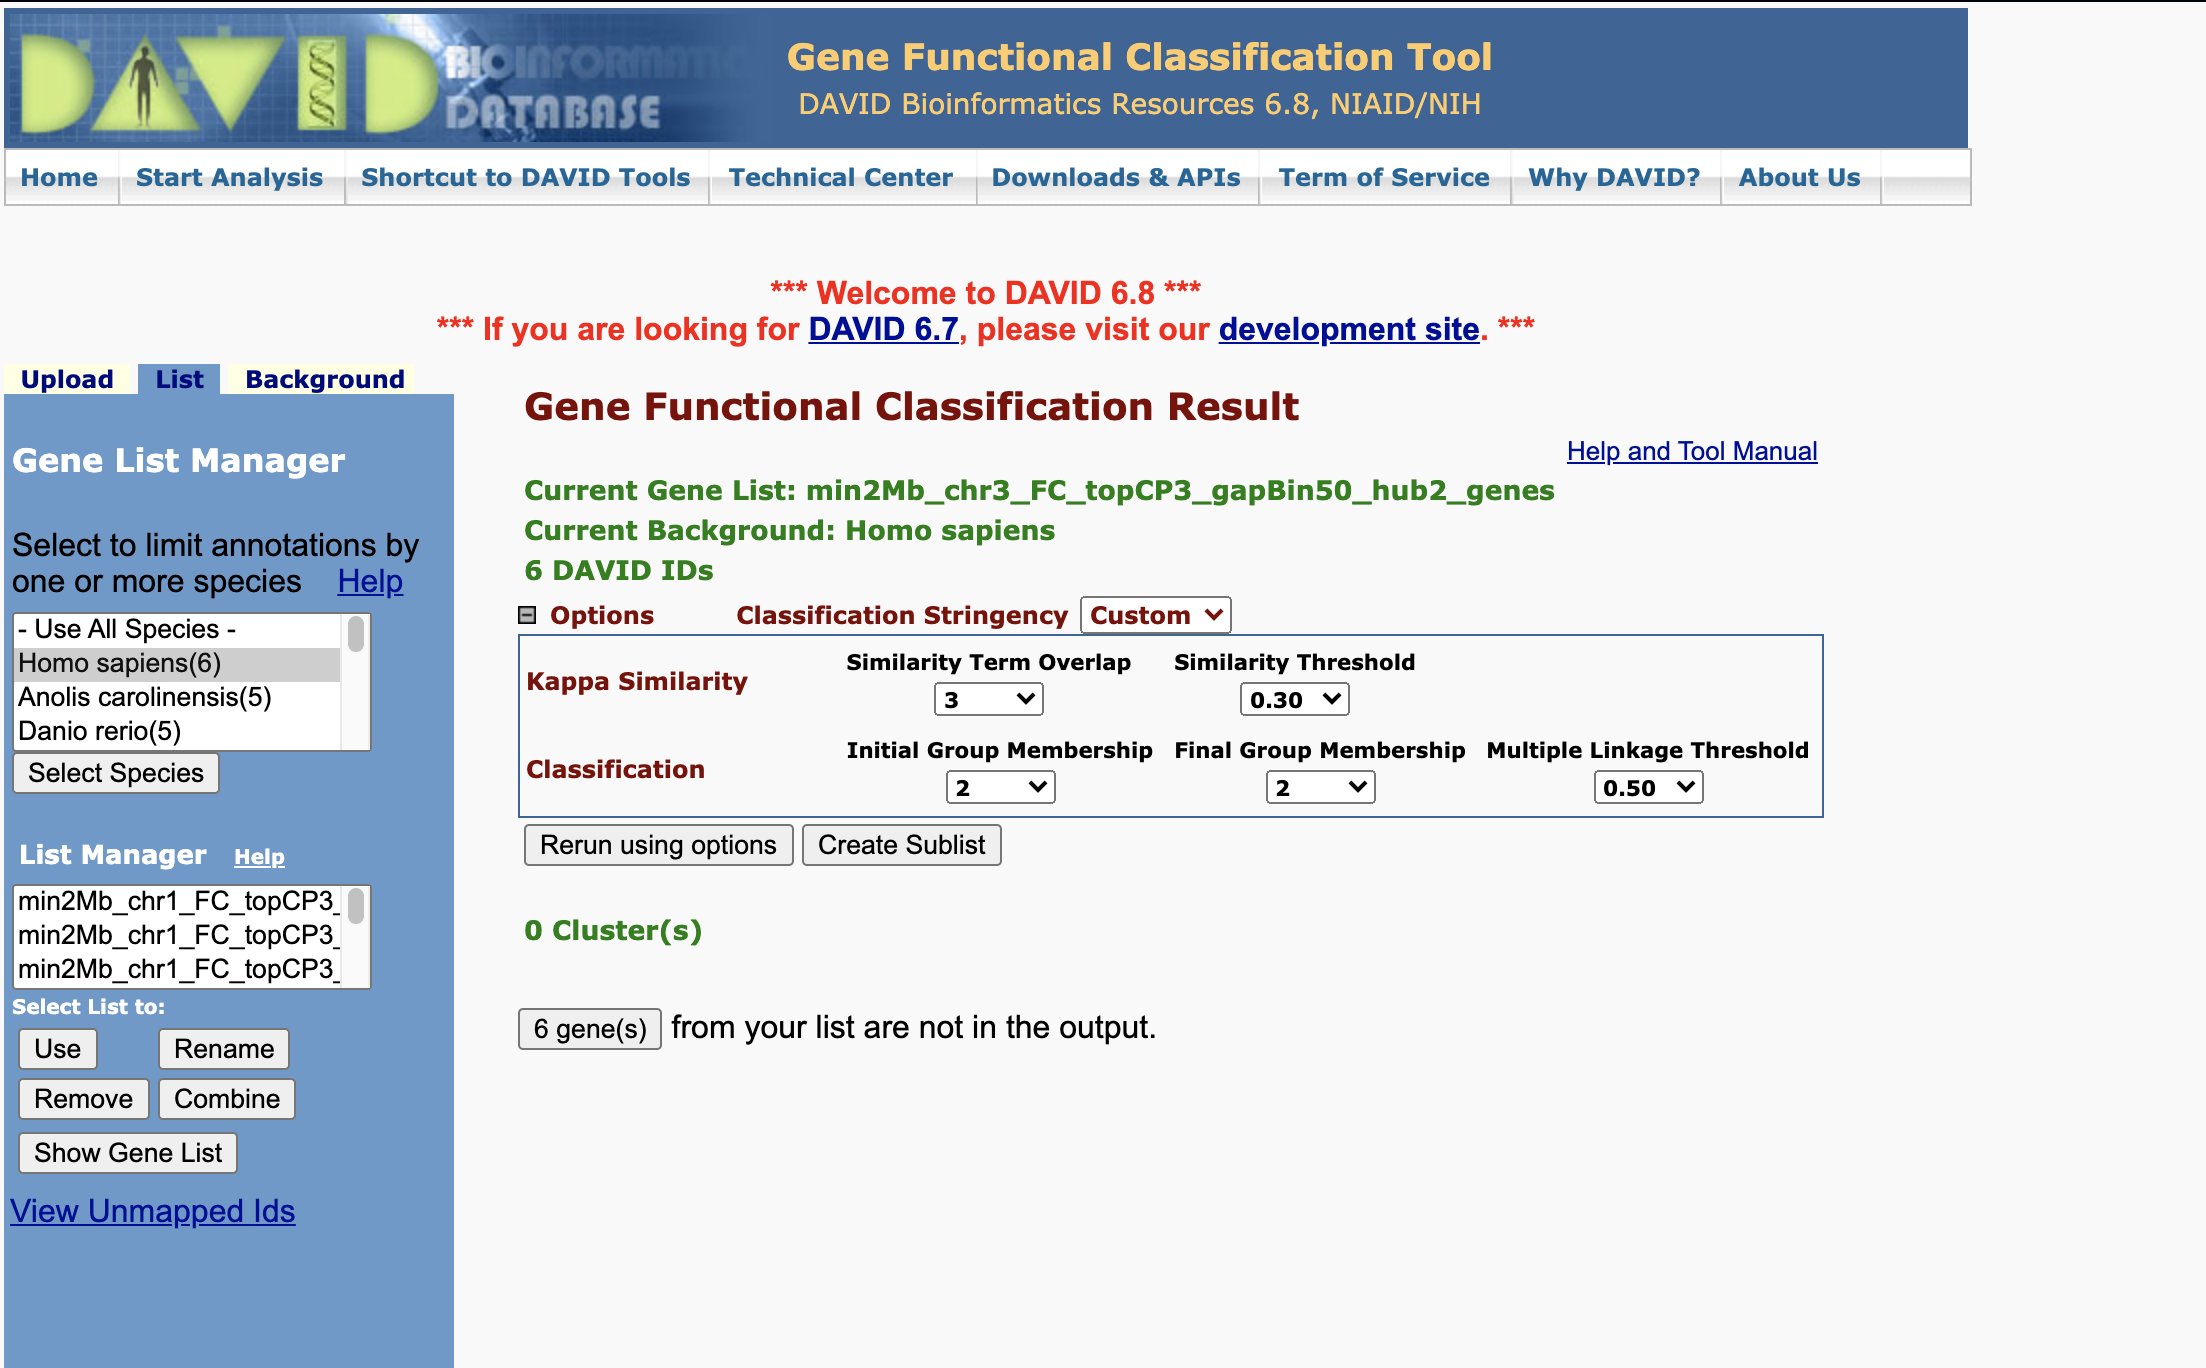 DAVID BIOINFORMATICS
DATABASE
Gene Functional Classification Tool
DAVID Bioinformatics Resources 6.8, NIAID/NIH
Home Start Analysis Shortcut to DAVID Tools Technical Center Downloads & APIs Term of Service Why DAVID? About Us
*** Welcome to DAVID 6.8 ***
*** If you are looking for DAVID 6.7, please visit our development site. ***
Upload List Background
Gene List Manager
Select to limit annotations by
one or more species Help
- Use All Species -
Homo sapiens(6)
Anolis carolinensis(5)
Danio rerio(5)
Select Species
List Manager Help
min2Mb_chr1_FC_topCP3_
min2Mb_chr1_FC_topCP3_
min2Mb_chr1_FC_topCP3_
Select List to:
Use Rename
Remove Combine
Show Gene List
View Unmapped Ids
Gene Functional Classification Result
Help and Tool Manual
Current Gene List: min2Mb_chr3_FC_topCP3_gapBin50_hub2_genes
Current Background: Homo sapiens
6 DAVID IDs
Options Classification Stringency Custom
Kappa Similarity Similarity Term Overlap Similarity Threshold
3 0.30
Classification Initial Group Membership Final Group Membership Multiple Linkage Threshold
2 2 0.50
Rerun using options Create Sublist
0 Cluster(s)
6 gene(s) from your list are not in the output.